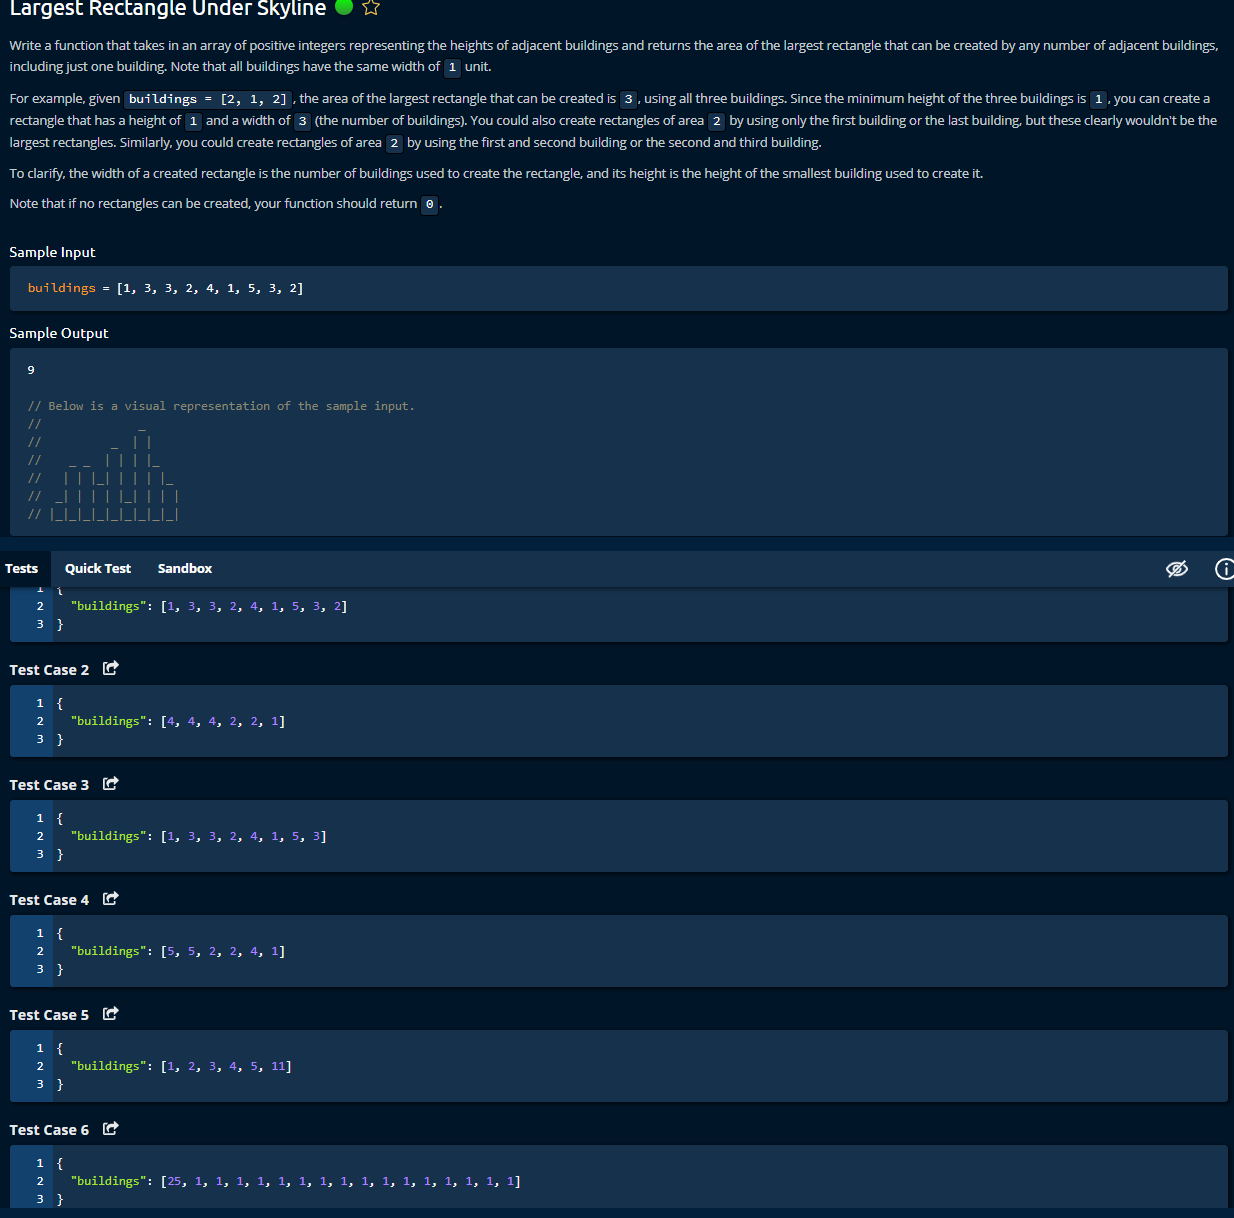 Largest Rectangle Under Skyline
Write a function that takes in an array of positive integers representing the heights of adjacent buildings and returns the area of the largest rectangle that can be created by any number of adjacent buildings,
including just one building. Note that all buildings have the same width of 1 unit.
For example, given buildings = [2, 1, 2] , the area of the largest rectangle that can be created is 3 , using all three buildings. Since the minimum height of the three buildings is 1 , you can create a
rectangle that has a height of 1 and a width of 3 (the number of buildings). You could also create rectangles of area 2 by using only the first building or the last building, but these clearly wouldn't be the
largest rectangles. Similarly, you could create rectangles of area 2 by using the first and second building or the second and third building.
To clarify, the width of a created rectangle is the number of buildings used to create the rectangle, and its height is the height of the smallest building used to create it.
Note that if no rectangles can be created, your function should return 0 .
Sample Input
buildings = [1, 3, 3, 2, 4, 1, 5, 3, 2]
Sample Output
9
// Below is a visual representation of the sample input.
//              _
//          _  | |
//    _ _  | | | |_
//   | | |_| | | | |_
//  _| | | | |_| | | |
// |_|_|_|_|_|_|_|_|_|
Tests Quick Test Sandbox
1 {
2 "buildings": [1, 3, 3, 2, 4, 1, 5, 3, 2]
3 }
Test Case 2
1 {
2 "buildings": [4, 4, 4, 2, 2, 1]
3 }
Test Case 3
1 {
2 "buildings": [1, 3, 3, 2, 4, 1, 5, 3]
3 }
Test Case 4
1 {
2 "buildings": [5, 5, 2, 2, 4, 1]
3 }
Test Case 5
1 {
2 "buildings": [1, 2, 3, 4, 5, 11]
3 }
Test Case 6
1 {
2 "buildings": [25, 1, 1, 1, 1, 1, 1, 1, 1, 1, 1, 1, 1, 1, 1, 1, 1]
3 }